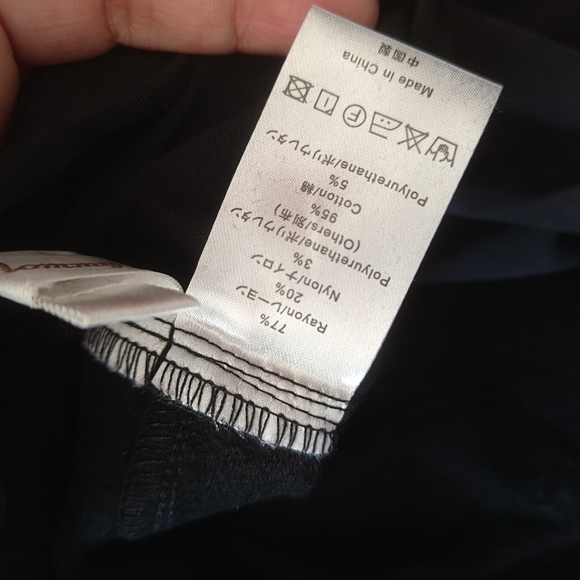 77%
Rayon/レーヨン
20%
Nylon/ナイロン
3%
Polyurethane/ポリウレタン
(Others/別布)
95%
Cotton/綿
5%
Polyurethane/ポリウレタン
Ⓕ
Made in China
中国製